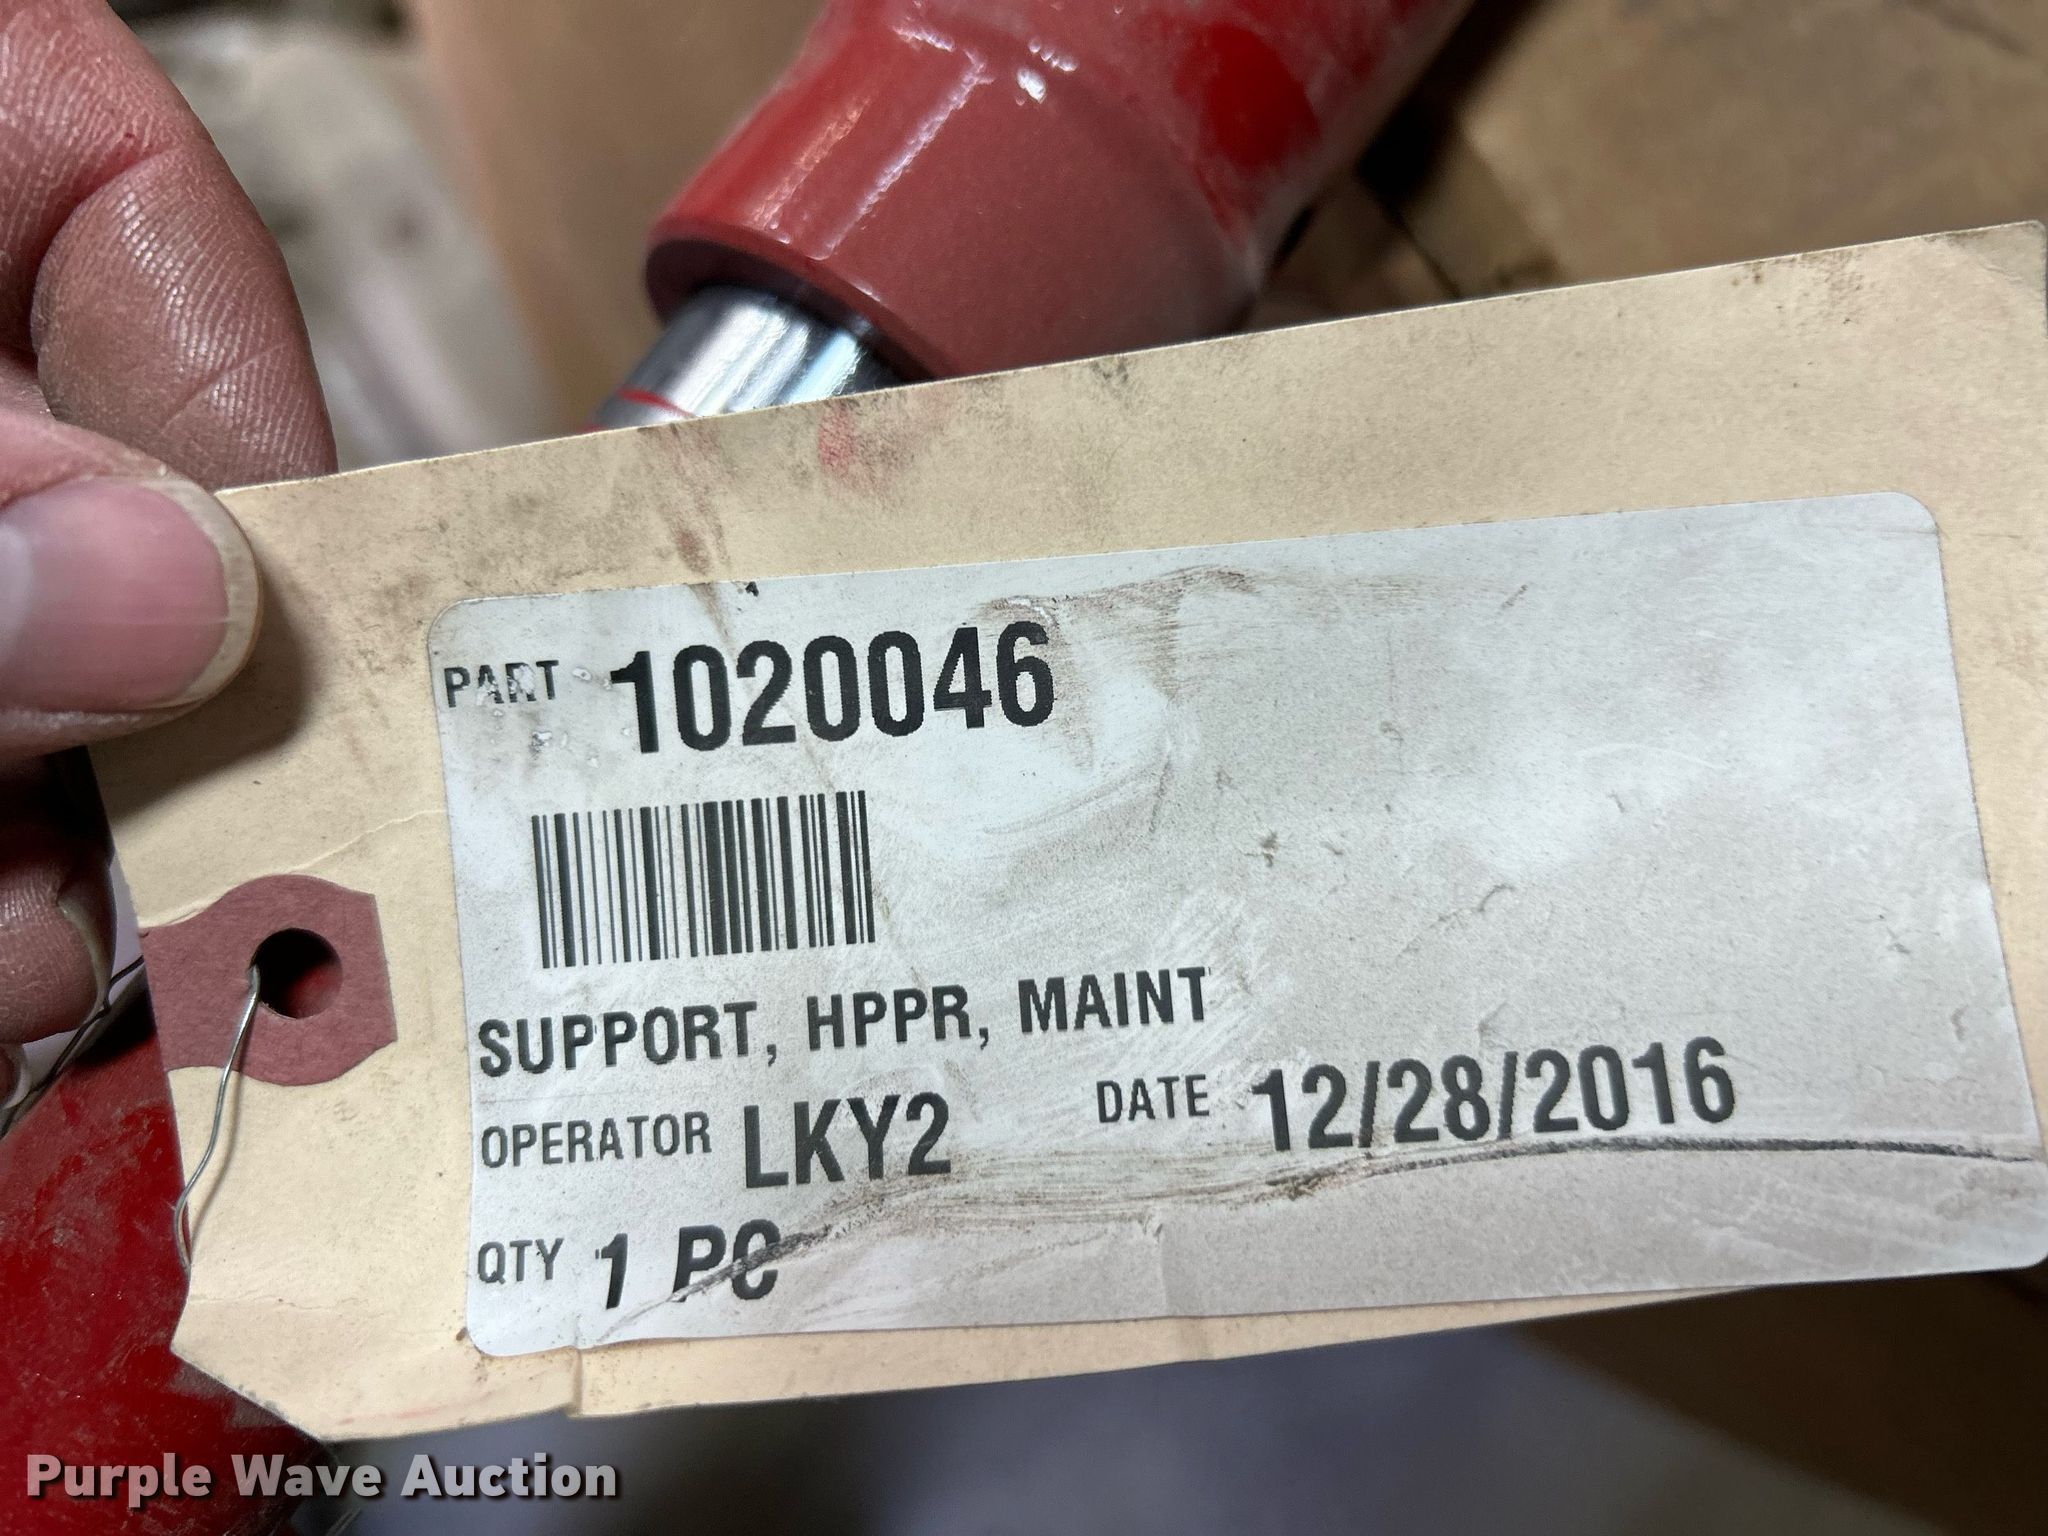 PART 1020046
SUPPORT, HPPR, MAINT
OPERATOR LKY2 DATE 12/28/2016
QTY 1 PC
Purple Wave Auction